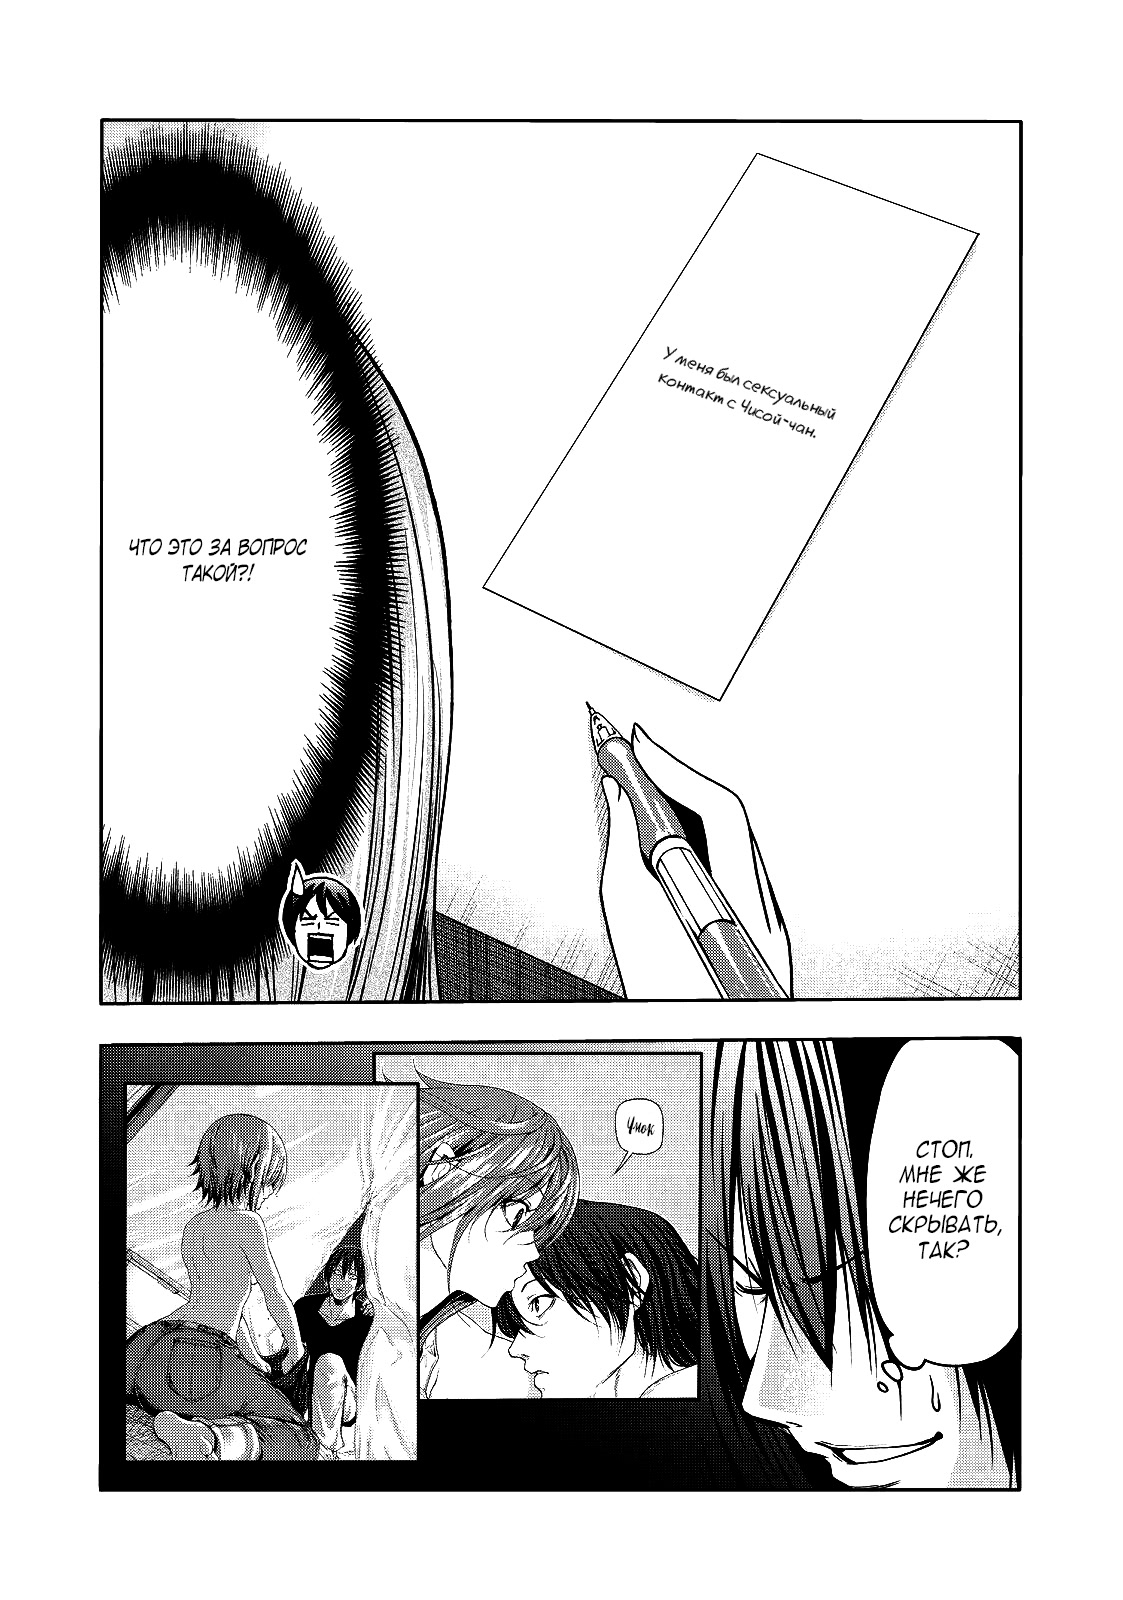 У меня был сексуальный
контакт с Чисой-чан.
ЧТО ЭТО ЗА ВОПРОС
ТАКОЙ?!
СТОП.
МНЕ ЖЕ
НЕЧЕГО
СКРЫВАТЬ,
ТАК?
Чмок